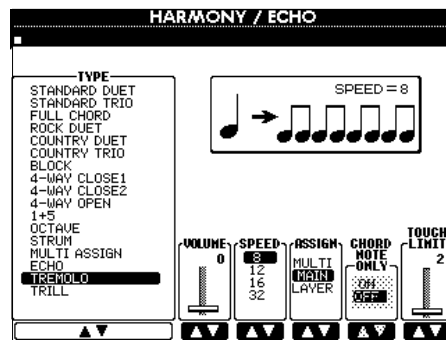 HARMONY / ECHO
TYPE
STANDARD DUET
STANDARD TRIO
FULL CHORD
ROCK DUET
COUNTRY DUET
COUNTRY TRIO
BLOCK
4-WAY CLOSE1
4-WAY CLOSE2
4-WAY OPEN
1+5
OCTAVE
STRUM
MULTI ASSIGN
ECHO
TREMOLO
TRILL
SPEED=8
VOLUME
0
SPEED
8
12
16
32
ASSIGN
MULTI
MAIN
LAYER
CHORD
NOTE
ONLY
ON
OFF
TOUCH
LIMIT
2